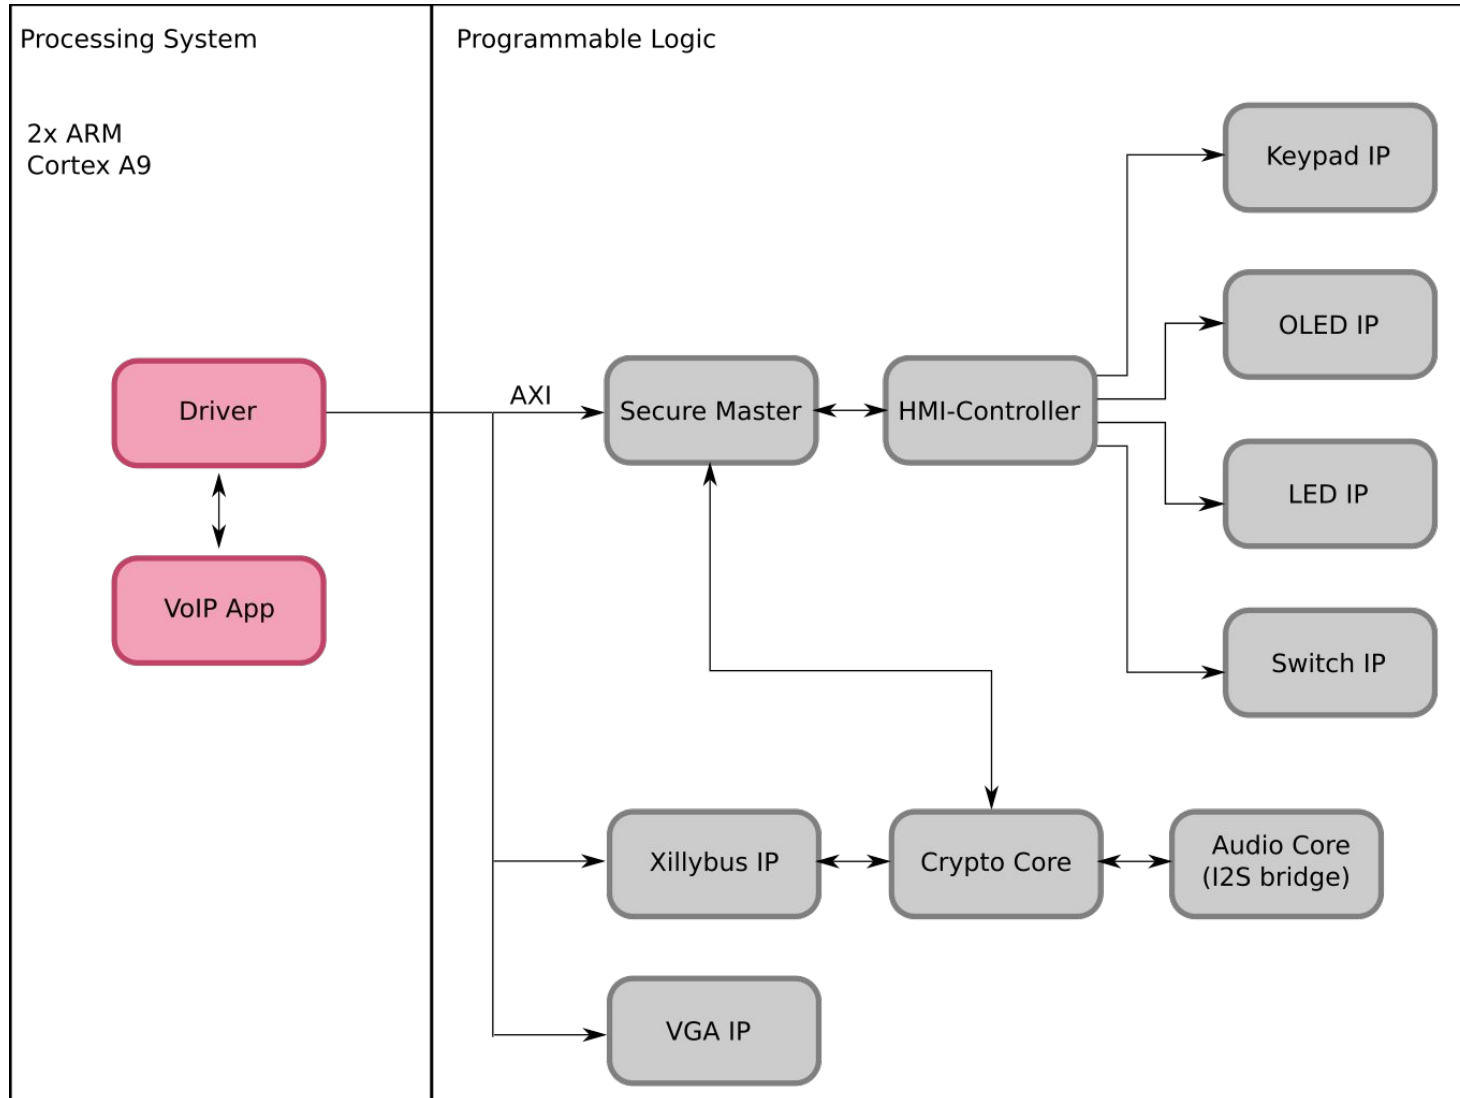 Processing System
Programmable Logic
2x ARM
Cortex A9
Keypad IP
OLED IP
AXI
Driver
Secure Master
HMI-Controller
LED IP
VoIP App
Switch IP
Xillybus IP
Crypto Core
Audio Core
(I2S bridge)
VGA IP